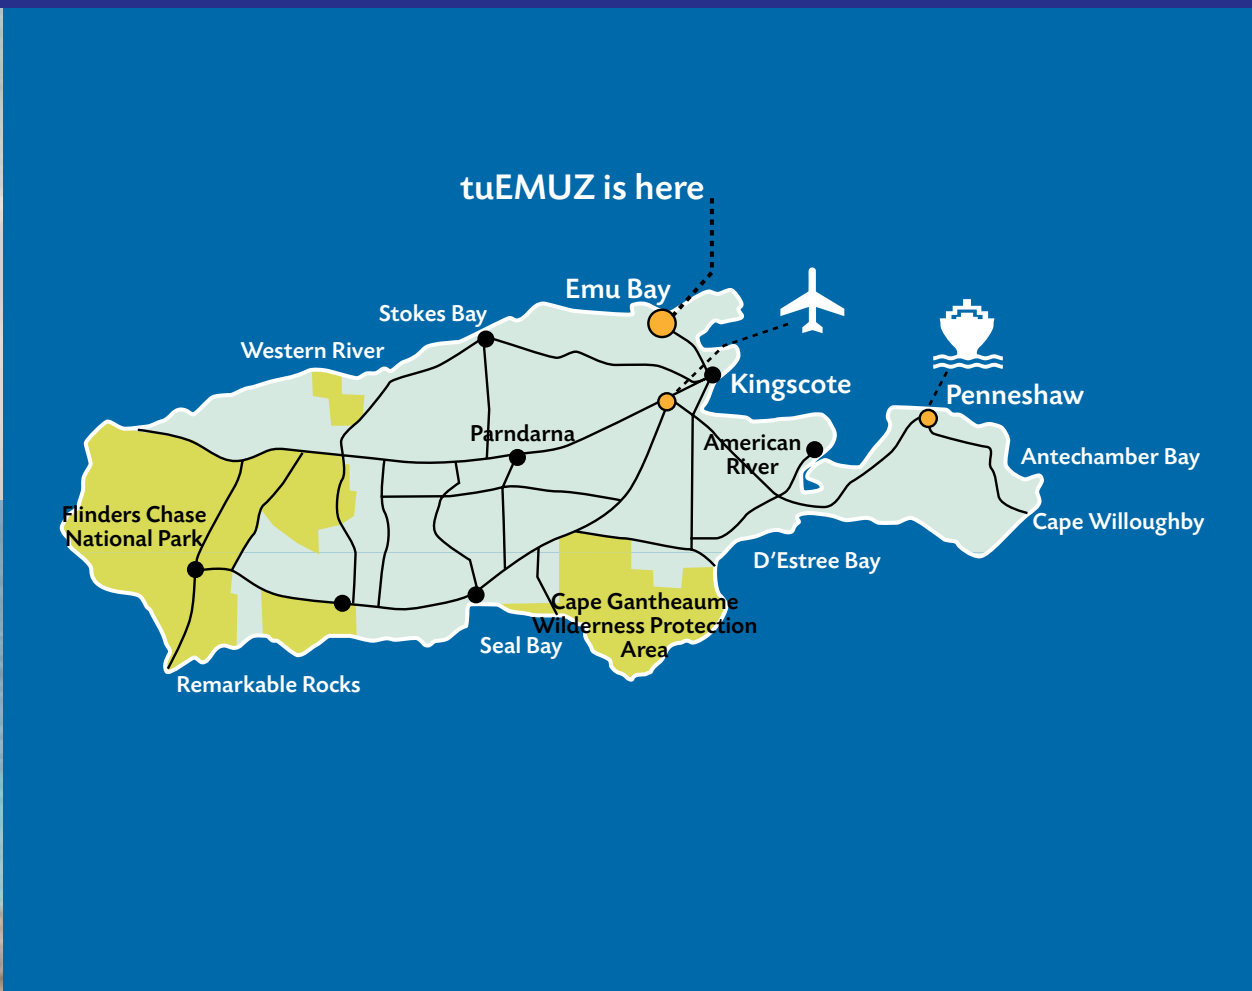 tuEMUZ is here
Emu Bay
Stokes Bay
Western River
Kingscote
Penneshaw
Parndarna
American
River
Antechamber Bay
Flinders Chase
National Park
Cape Willoughby
D’Estree Bay
Cape Gantheaume
Wilderness Protection
Area
Seal Bay
Remarkable Rocks